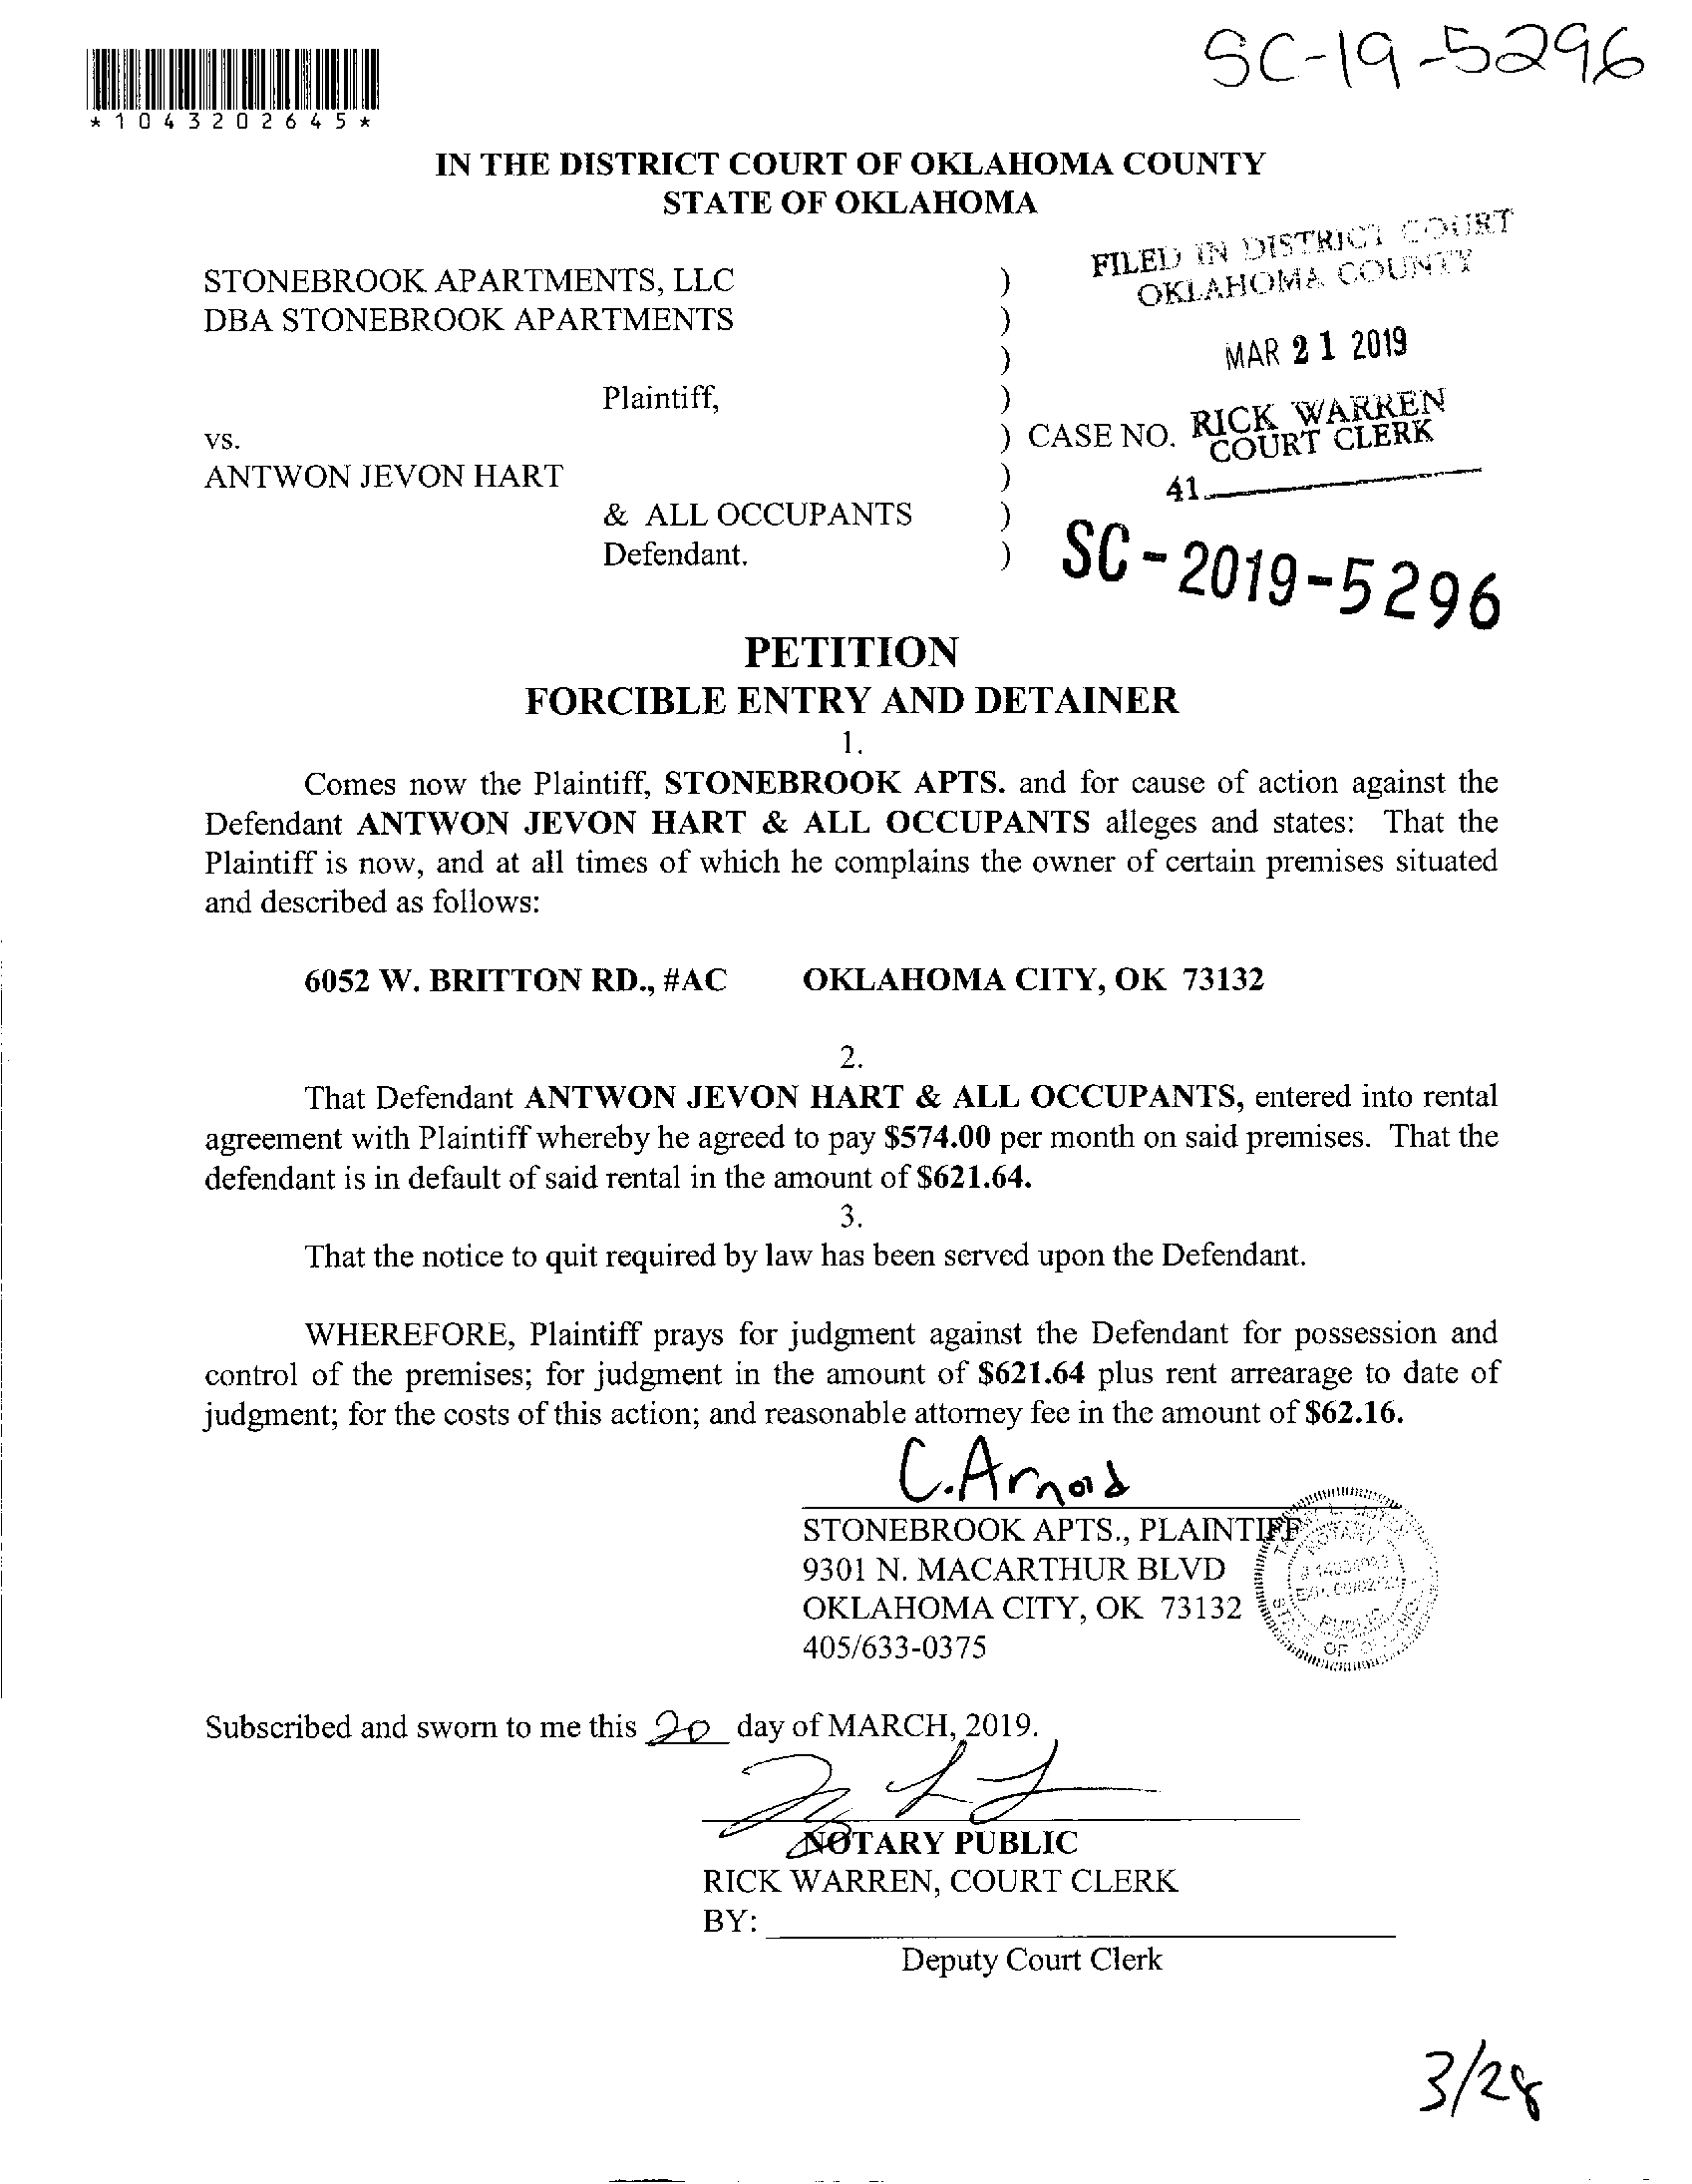 SC-19-5296
*1043202645*
IN THE DISTRICT COURT OF OKLAHOMA COUNTY
STATE OF OKLAHOMA
FILED IN DISTRICT COURT
OKLAHOMA COUNTY
STONEBROOK APARTMENTS, LLC )
DBA STONEBROOK APARTMENTS )
) MAR 21 2019
Plaintiff, )
RICK WARREN
vs. ) CASE NO. COURT CLERK
ANTWON JEVON HART )
41
& ALL OCCUPANTS )
Defendant. )
SC-2019-5296
PETITION
FORCIBLE ENTRY AND DETAINER
1.
Comes now the Plaintiff, STONEBROOK APTS. and for cause of action against the
Defendant ANTWON JEVON HART & ALL OCCUPANTS alleges and states: That the
Plaintiff is now, and at all times of which he complains the owner of certain premises situated
and described as follows:
6052 W. BRITTON RD., #AC OKLAHOMA CITY, OK 73132
2.
That Defendant ANTWON JEVON HART & ALL OCCUPANTS, entered into rental
agreement with Plaintiff whereby he agreed to pay $574.00 per month on said premises. That the
defendant is in default of said rental in the amount of $621.64.
3.
That the notice to quit required by law has been served upon the Defendant.
WHEREFORE, Plaintiff prays for judgment against the Defendant for possession and
control of the premises; for judgment in the amount of $621.64 plus rent arrearage to date of
judgment; for the costs of this action; and reasonable attorney fee in the amount of $62.16.
C. Arnold
STONEBROOK APTS., PLAINTIFF
9301 N. MACARTHUR BLVD
OKLAHOMA CITY, OK 73132
405/633-0375
NOTARY
PUBLIC
STATE OF
Subscribed and sworn to me this 20 day of MARCH, 2019.
NOTARY PUBLIC
RICK WARREN, COURT CLERK
BY:
Deputy Court Clerk
3/28